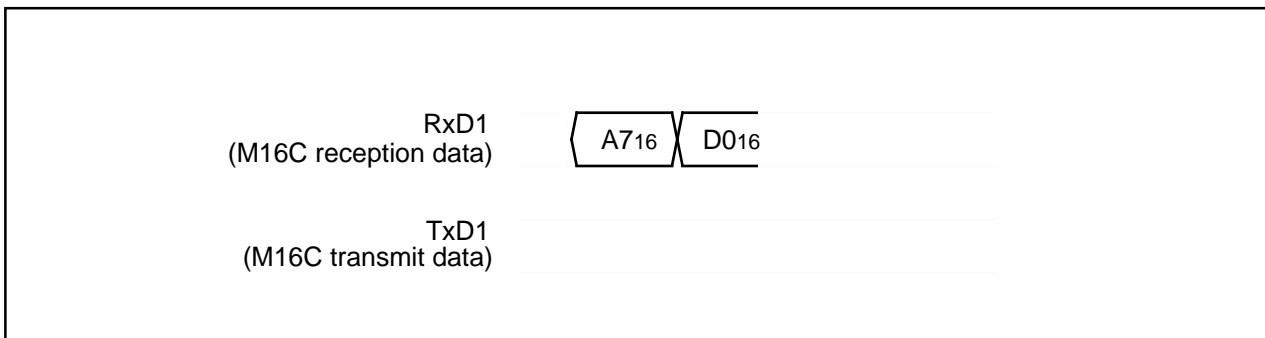 RxD1
(M16C reception data)
A716 D016
TxD1
(M16C transmit data)